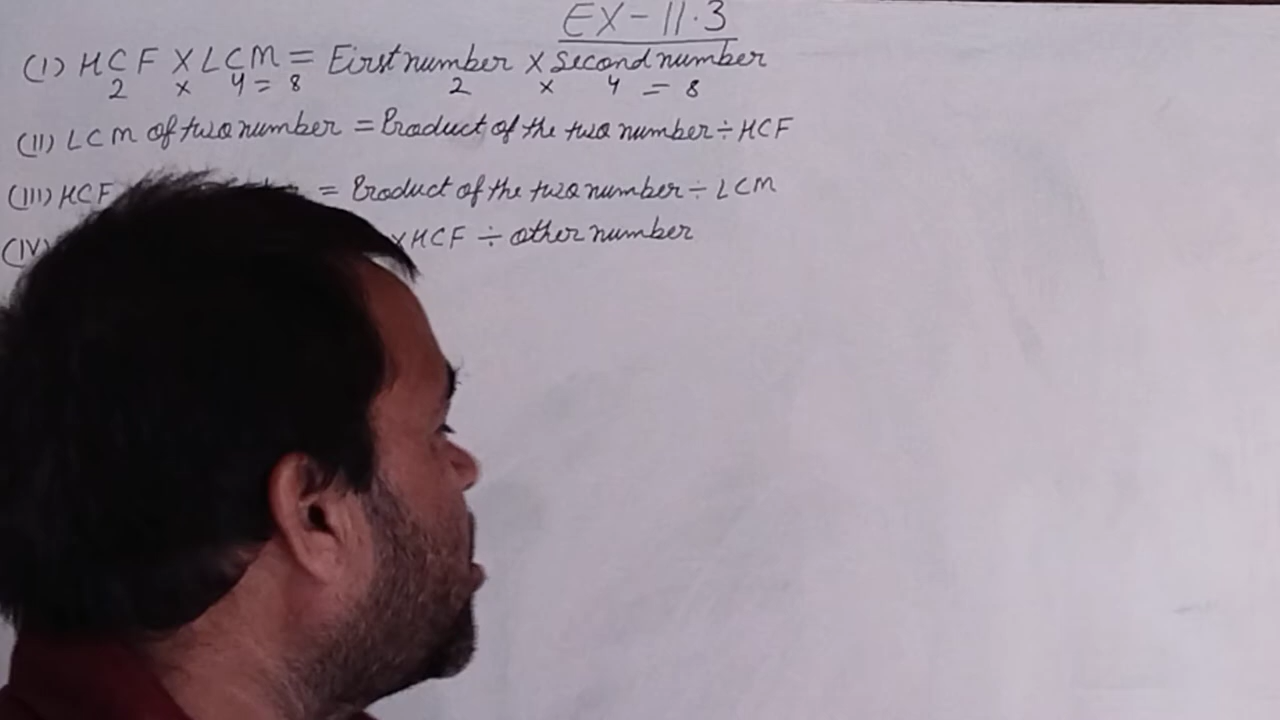 EX-11.3
(I) HCF X LCM = First number x Second number
2 x 4 = 8 2 x 4 = 8
(II) LCM of two number = Product of the two number ÷ HCF
(III) HCF = Product of the two number ÷ LCM
(IV) x HCF ÷ other number